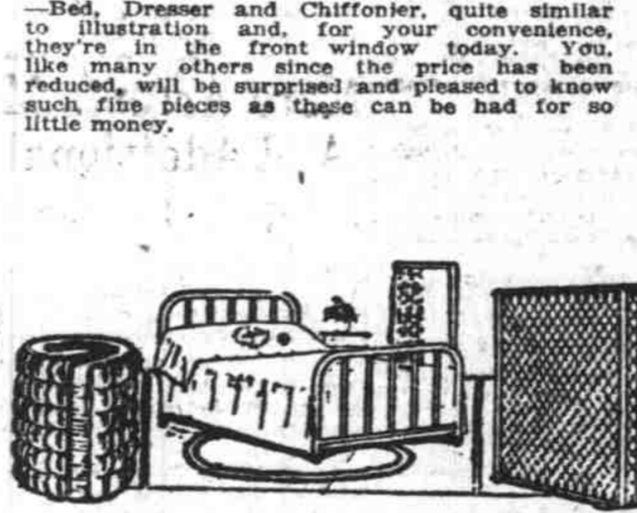 —Bed, Dresser and Chiffonier, quite similar
to illustration and, for your convenience,
they're in the front window today. You,
like many others since the price has been
reduced, will be surprised and pleased to know
such fine pieces as these can be had for so
little money.